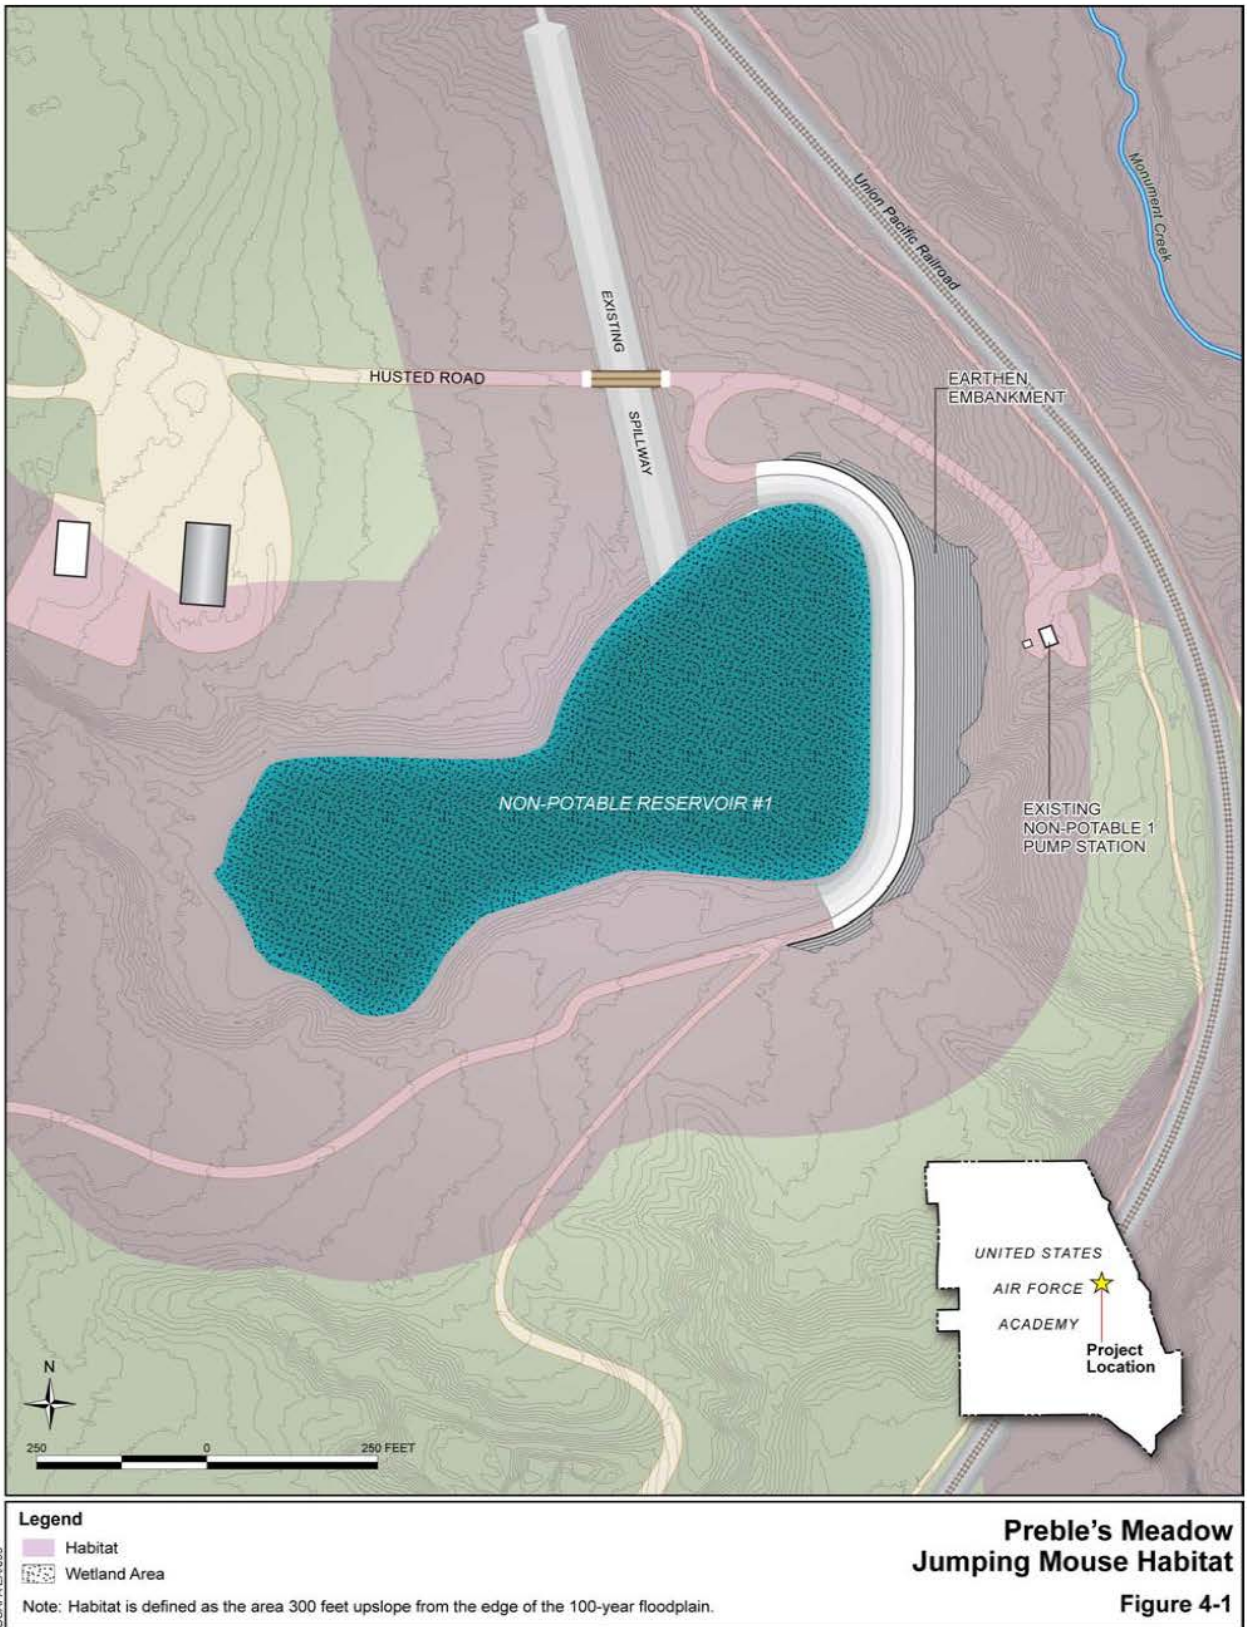 Monument Creek
Union Pacific Railroad
EXISTING
HUSTED ROAD
SPILLWAY
EARTHEN
EMBANKMENT
NON-POTABLE RESERVOIR #1
EXISTING
NON-POTABLE 1
PUMP STATION
UNITED STATES
AIR FORCE
ACADEMY
Project
Location
N
250 0 250 FEET
Legend
Habitat
Wetland Area
Note: Habitat is defined as the area 300 feet upslope from the edge of the 100-year floodplain.
Preble's Meadow
Jumping Mouse Habitat
Figure 4-1